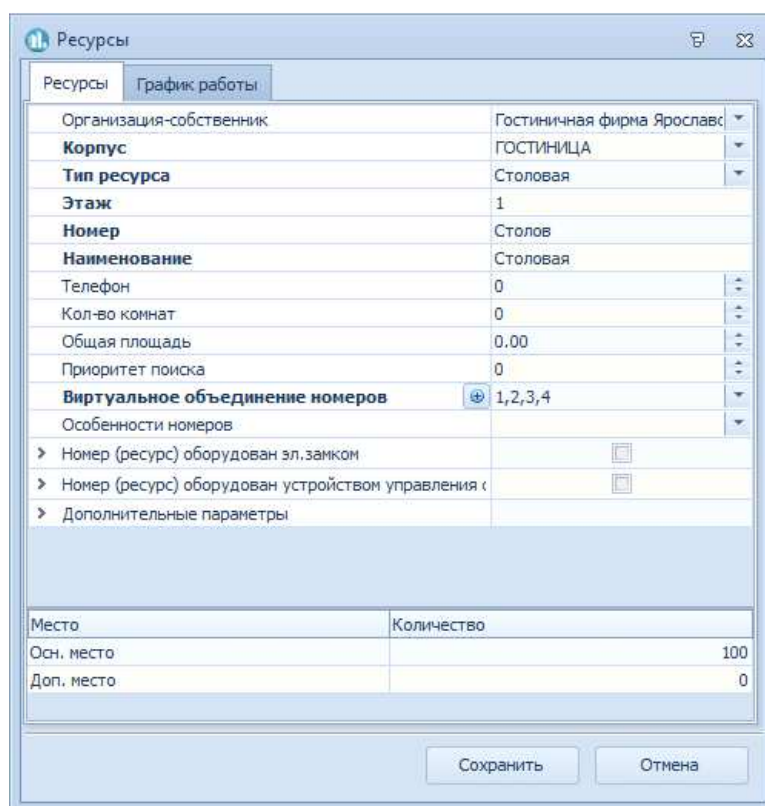 Ресурсы
Ресурсы График работы
Организация-собственник Гостиничная фирма Ярославс
Корпус ГОСТИНИЦА
Тип ресурса Столовая
Этаж 1
Номер Столов
Наименование Столовая
Телефон 0
Кол-во комнат 0
Общая площадь 0.00
Приоритет поиска 0
Виртуальное объединение номеров 1,2,3,4
Особенности номеров
Номер (ресурс) оборудован эл.замком
Номер (ресурс) оборудован устройством управления с
Дополнительные параметры
Место Количество
Осн. место 100
Доп. место 0
Сохранить Отмена